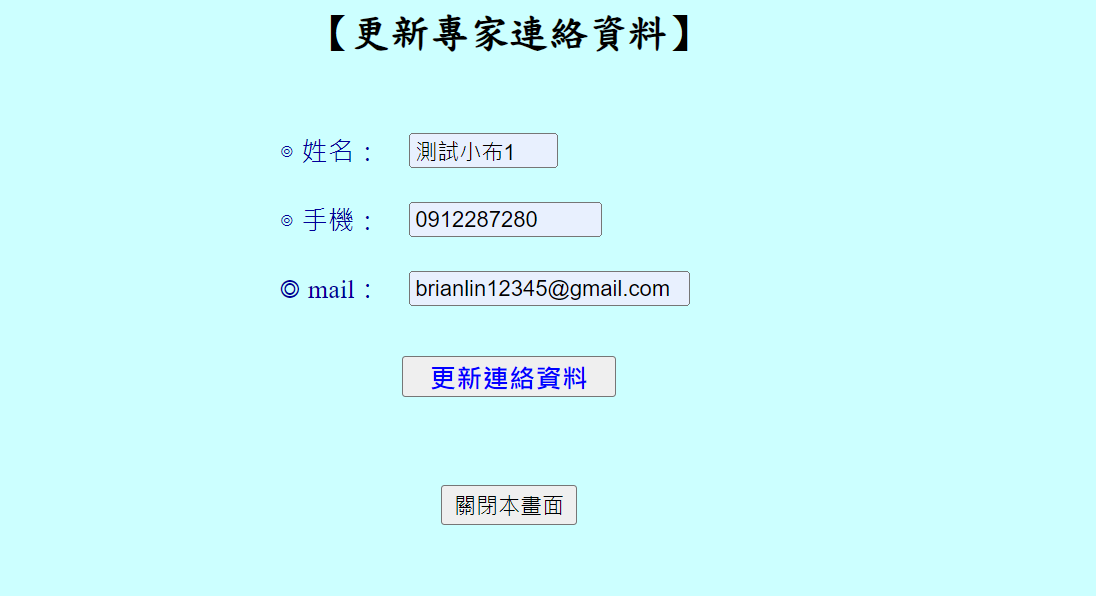 【更新專家連絡資料】
◎ 姓名： 測試小布1
◎ 手機： 0912287280
◎ mail： brianlin12345@gmail.com
更新連絡資料
關閉本畫面